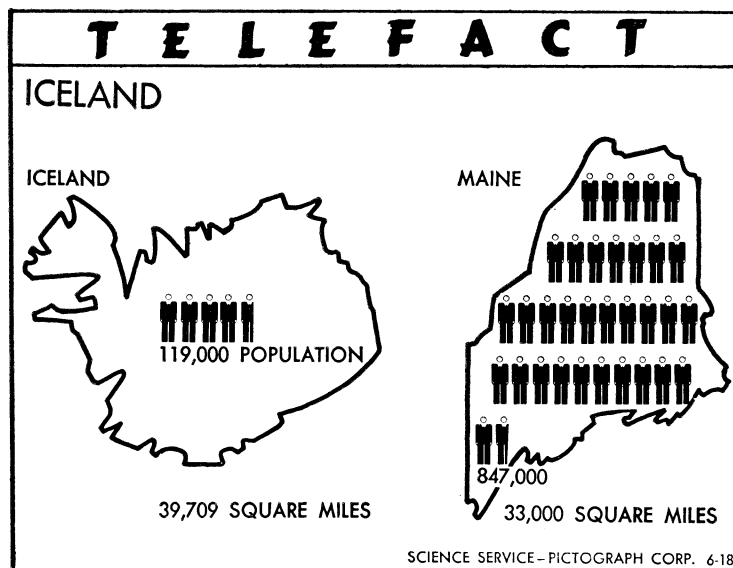 TELEFACT
ICELAND
ICELAND
119,000 POPULATION
39,709 SQUARE MILES
MAINE
847,000
33,000 SQUARE MILES
SCIENCE SERVICE-PICTOGRAPH CORP. 6-18